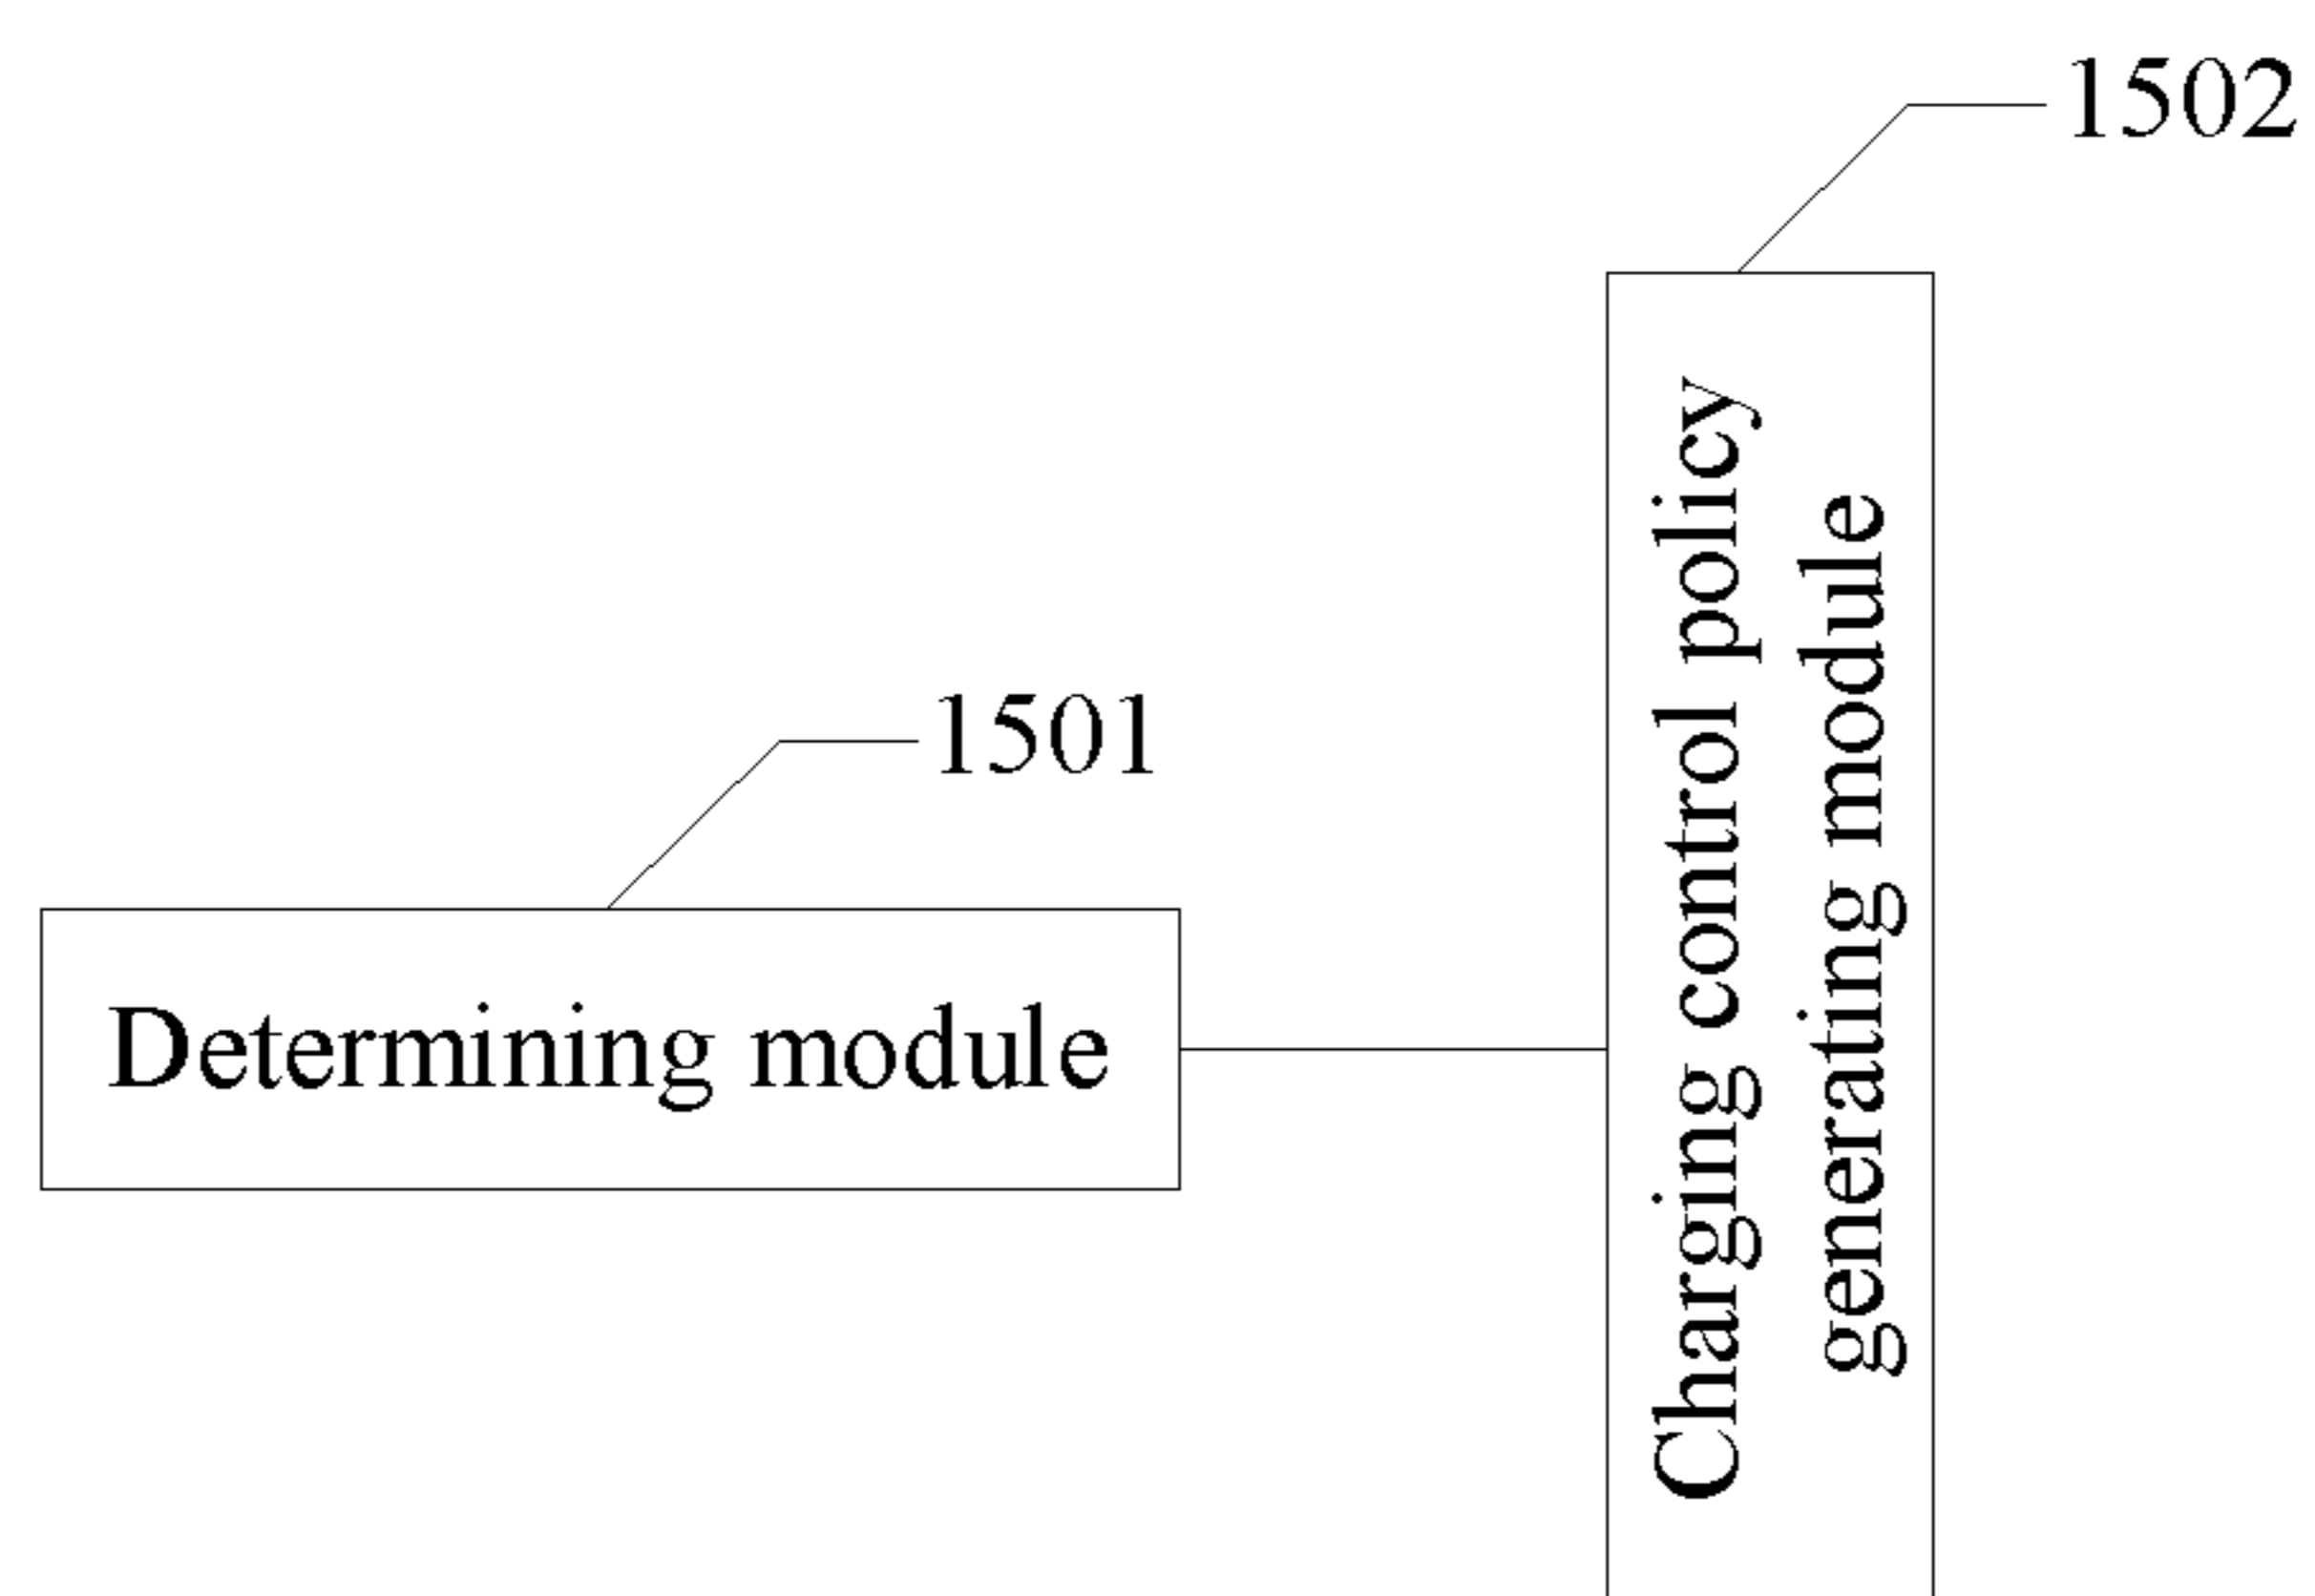 1502
1501
Determining module
Charging control policy
generating module